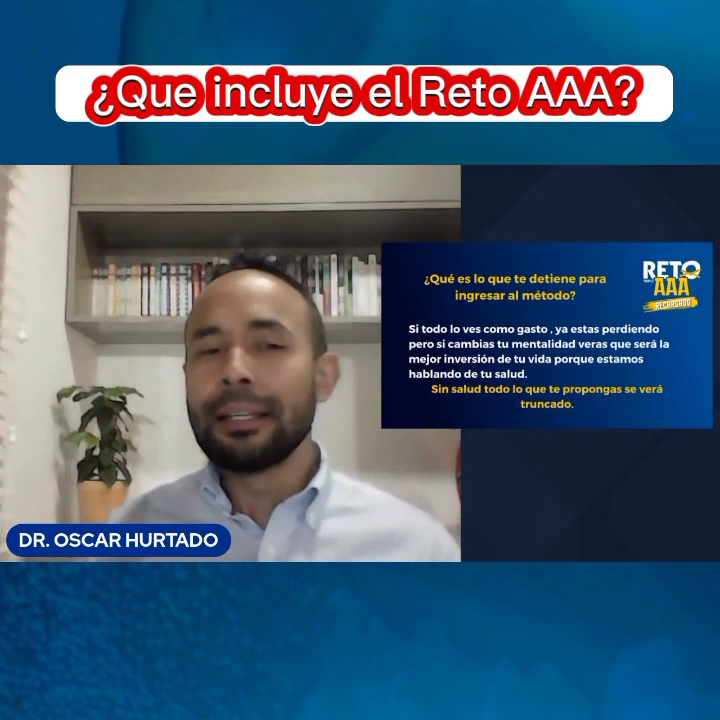 ¿Que incluye el Reto AAA?
¿Qué es lo que te detiene para
ingresar al método?
RETO
AAA
RECARGADO
Si todo lo ves como gasto , ya estas perdiendo
pero si cambias tu mentalidad veras que será la
mejor inversión de tu vida porque estamos
hablando de tu salud.
Sin salud todo lo que te propongas se verá
truncado.
DR. OSCAR HURTADO